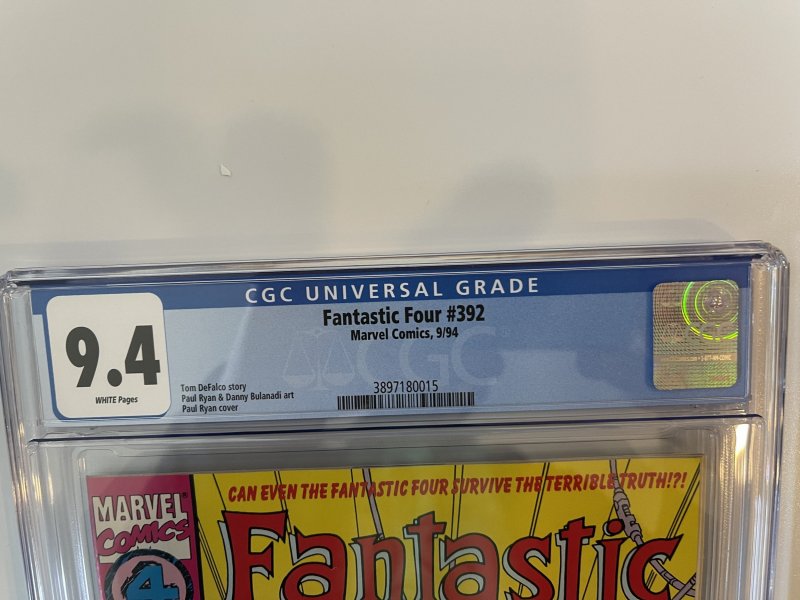 CGC UNIVERSAL GRADE
9.4
WHITE Pages
Fantastic Four #392
Marvel Comics, 9/94
CGC
Tom DeFalco story
Paul Ryan & Danny Bulanadi art
Paul Ryan cover
3897180015
MARVEL
COMICS
4
CAN EVEN THE FANTASTIC FOUR SURVIVE THE TERRIBLE TRUTH!?!
Fantastic